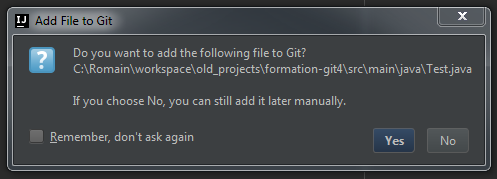 IJ Add File to Git
Do you want to add the following file to Git?
C:\Romain\workspace\old_projects\formation-git4\src\main\java\Test.java
If you choose No, you can still add it later manually.
Remember, don't ask again
Yes No